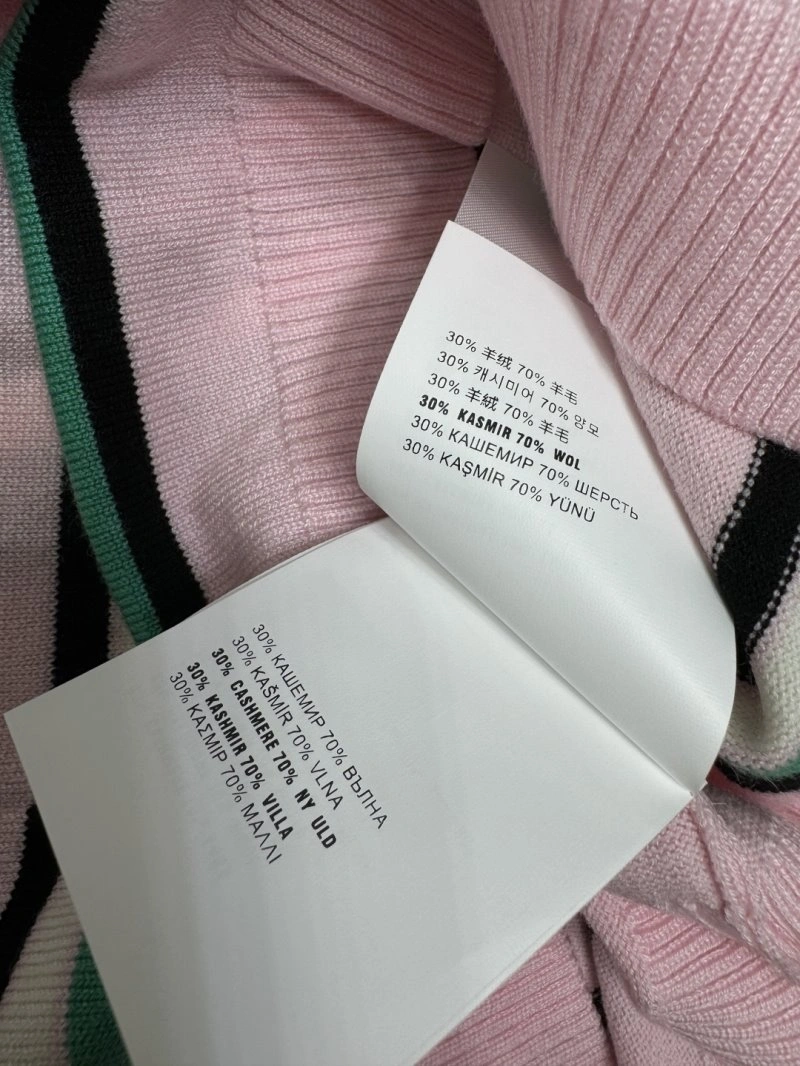 30% 羊绒 70% 羊毛
30% 캐시미어 70% 양모
30% 羊絨 70% 羊毛
30% KASMIR 70% WOL
30% КАШЕМИР 70% ШЕРСТЬ
30% KAŞMİR 70% YÜNÜ
30% КАШЕМИР 70% ВЪЛНА
30% KAŠMÍR 70% VLNA
30% CASHMERE 70% NY ULD
30% KASHMIR 70% VILLA
30% ΚΑΣΜΙΡ 70% ΜΑΛΛΙ